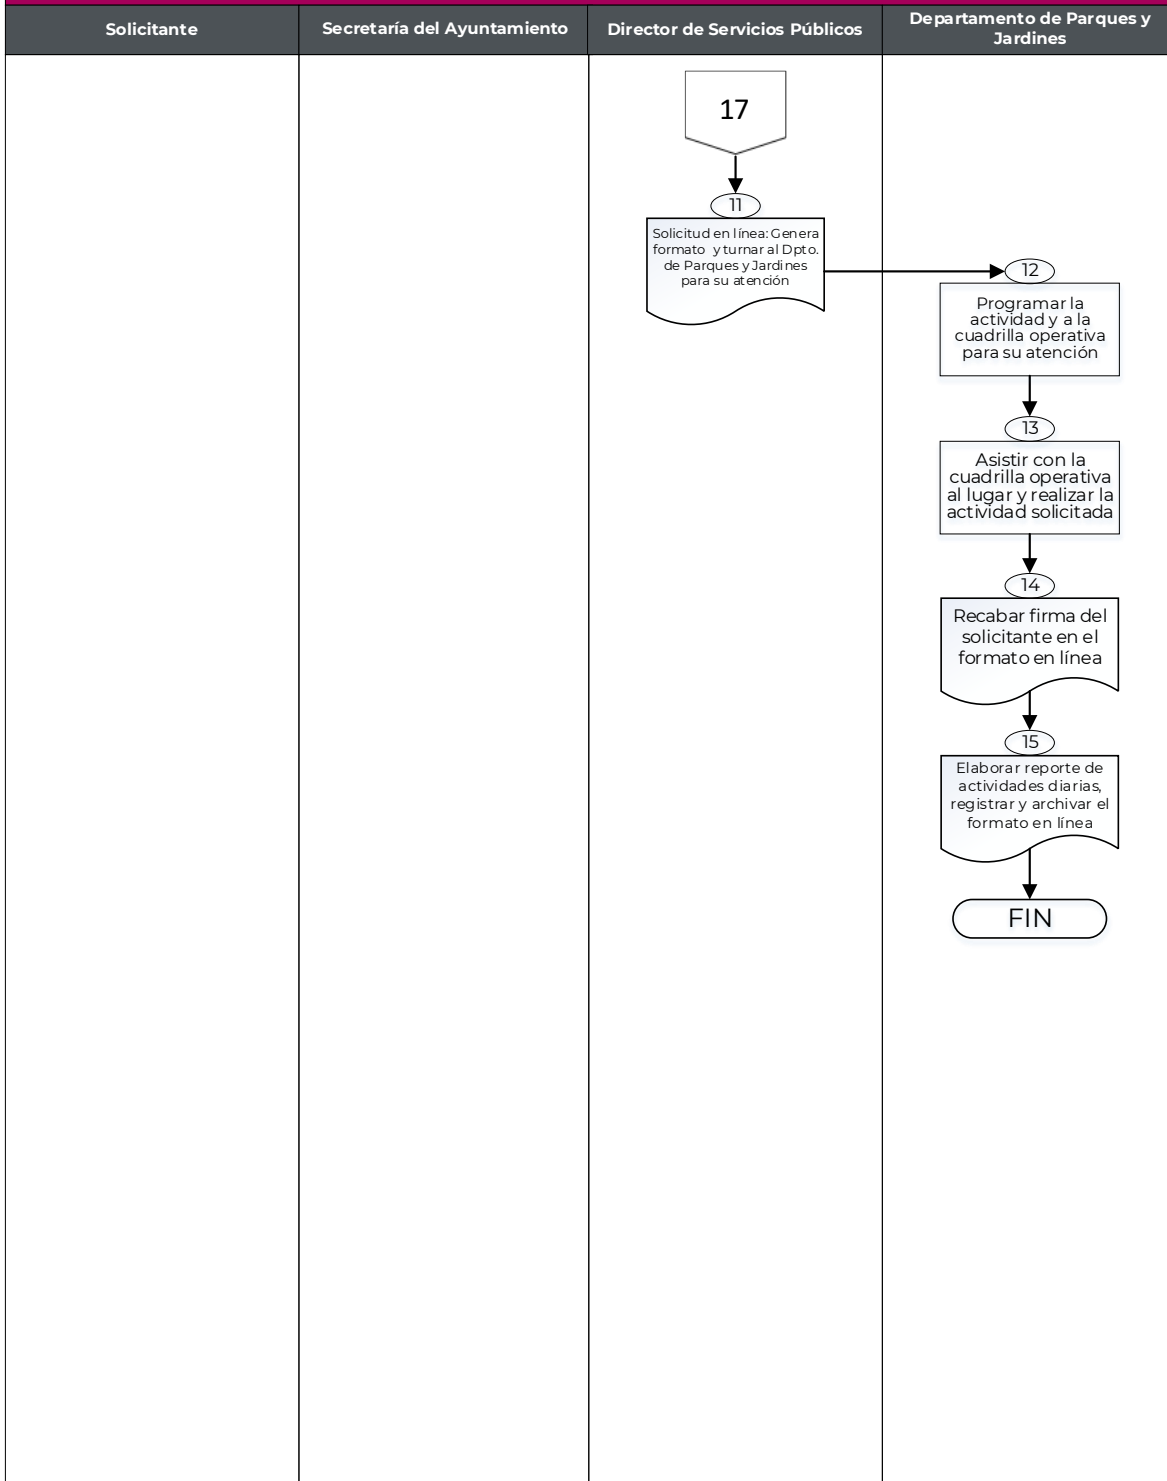 Solicitante
Secretaría del Ayuntamiento
Director de Servicios Públicos
Departamento de Parques y
Jardines
17
11
Solicitud en línea: Genera
formato y turnar al Dpto.
de Parques y Jardines
para su atención
12
Programar la
actividad y a la
cuadrilla operativa
para su atención
13
Asistir con la
cuadrilla operativa
al lugar y realizar la
actividad solicitada
14
Recabar firma del
solicitante en el
formato en línea
15
Elaborar reporte de
actividades diarias,
registrar y archivar el
formato en línea
FIN